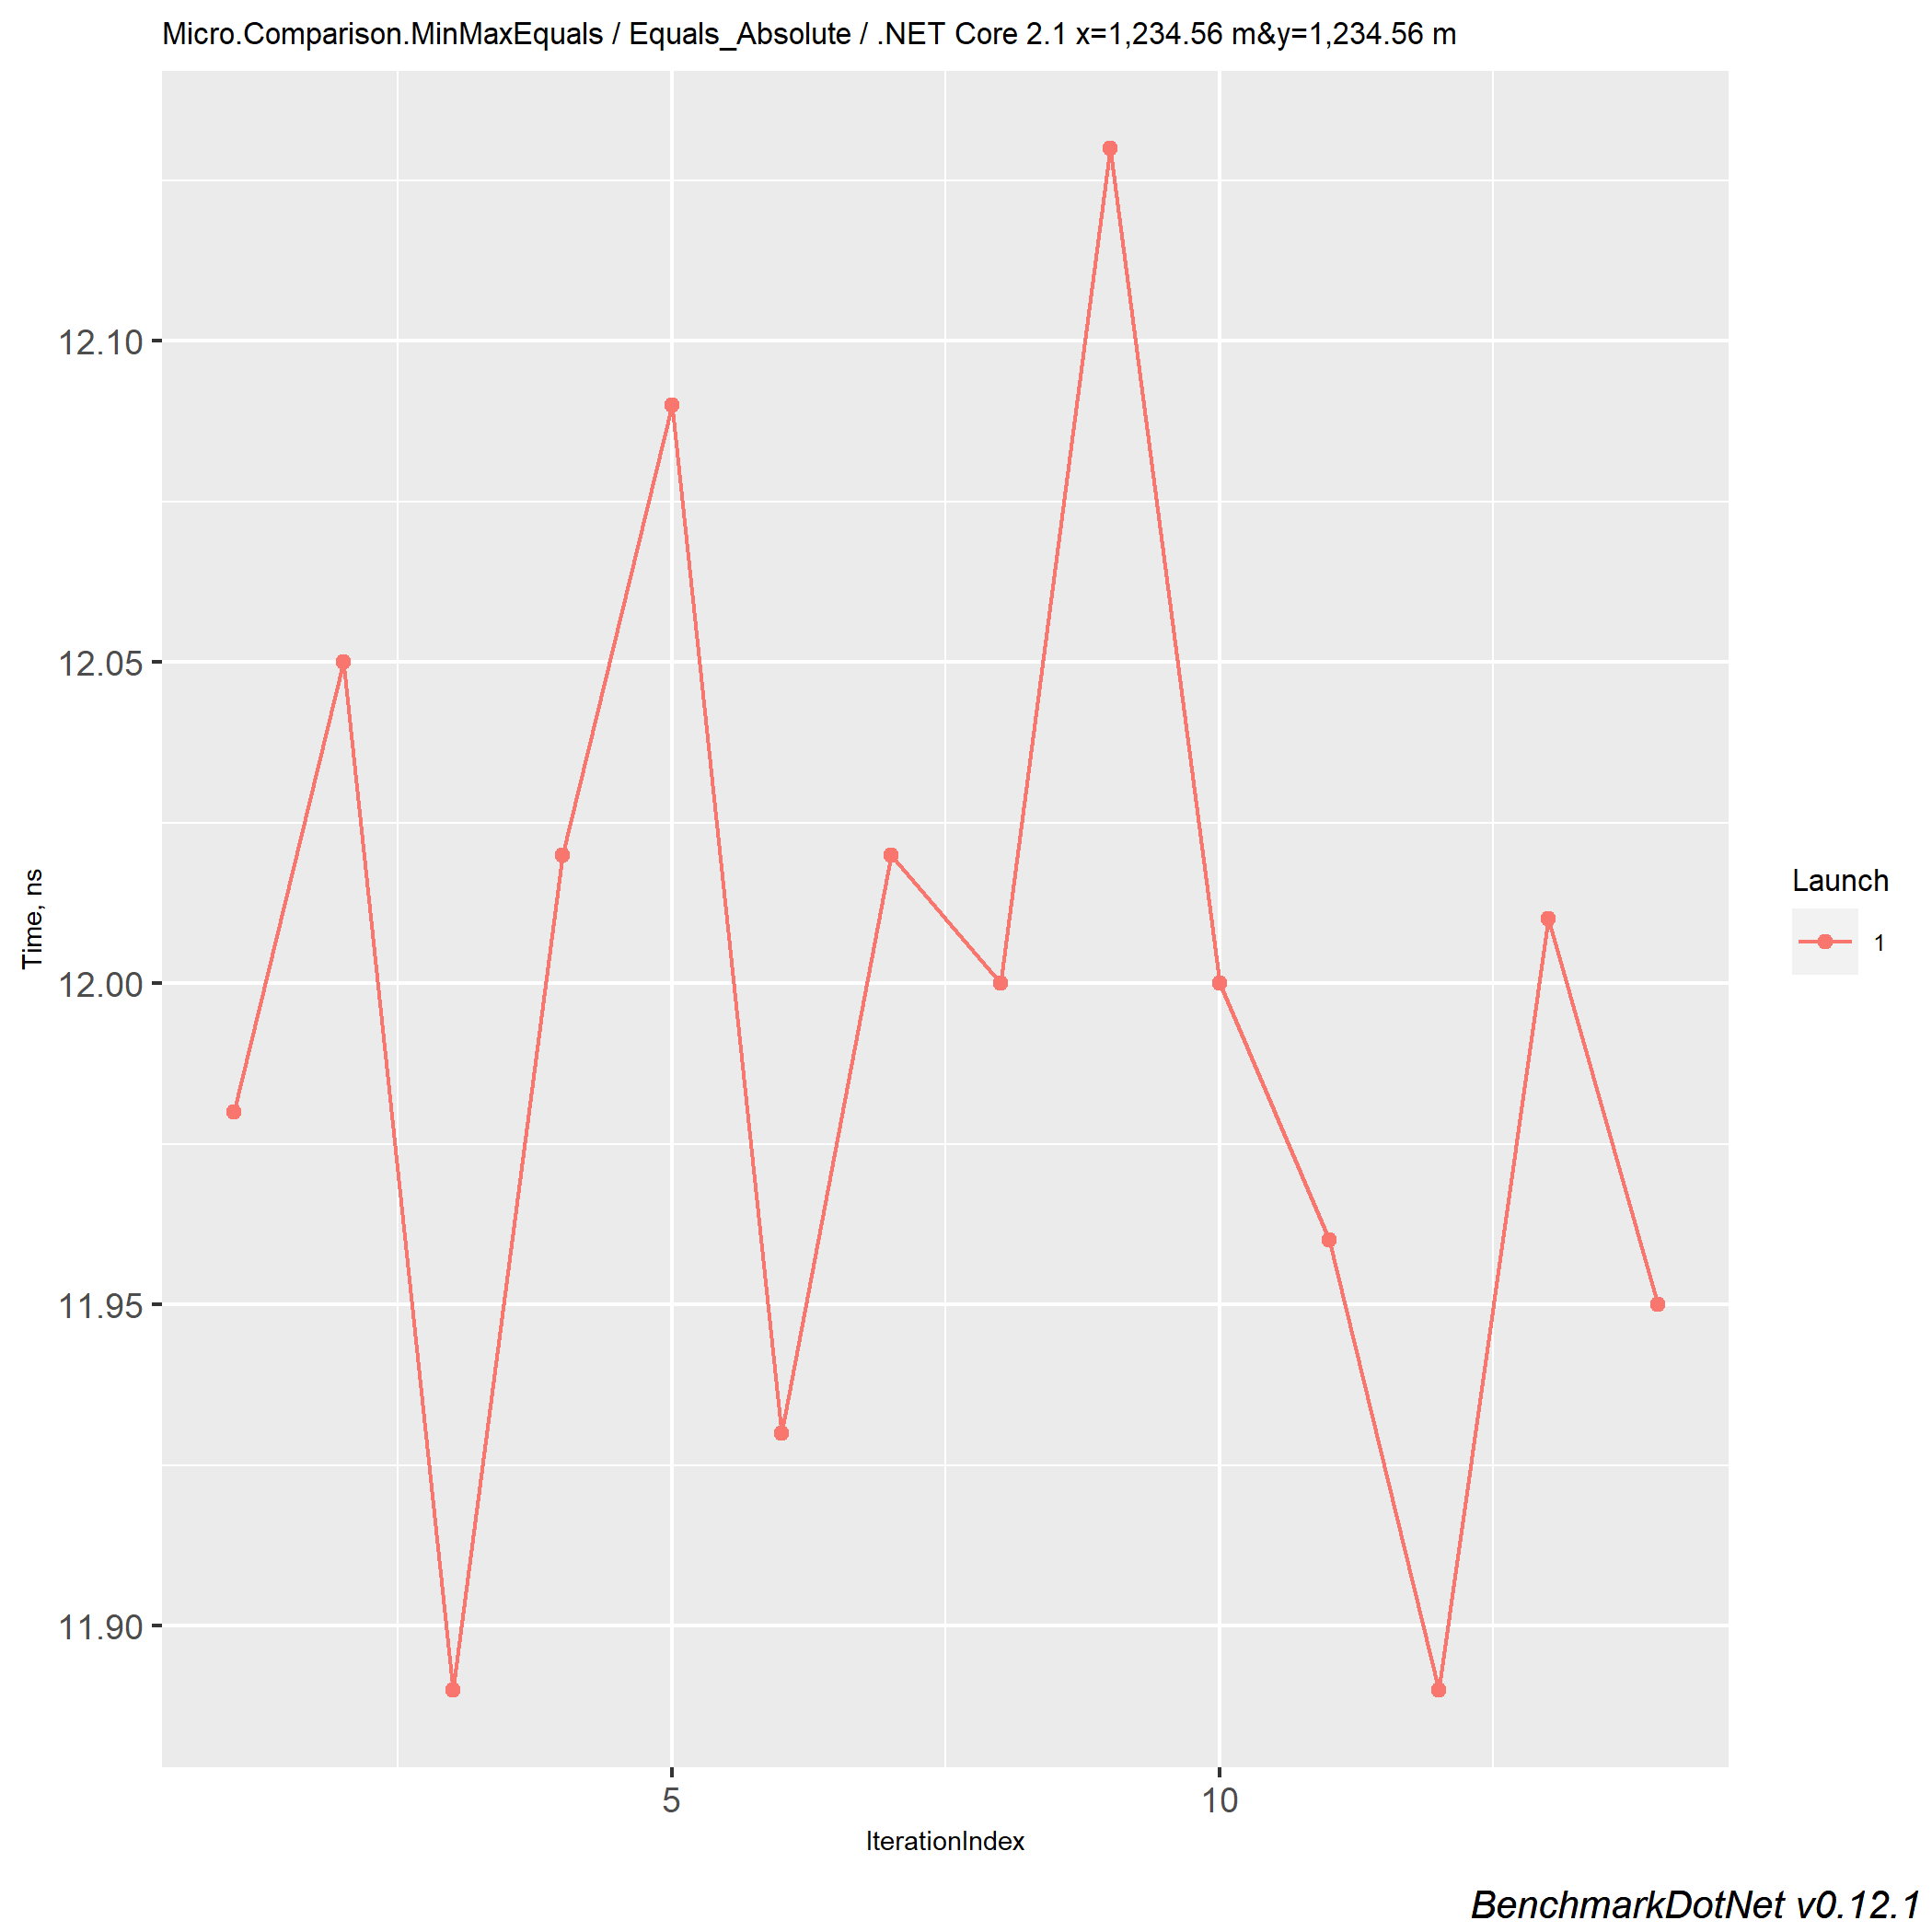 Micro.Comparison.MinMaxEquals / Equals_Absolute / .NET Core 2.1 x=1,234.56 m&y=1,234.56 m
12.10
12.05
12.00
11.95
11.90
Time, ns
5
10
IterationIndex
Launch
1
BenchmarkDotNet v0.12.1